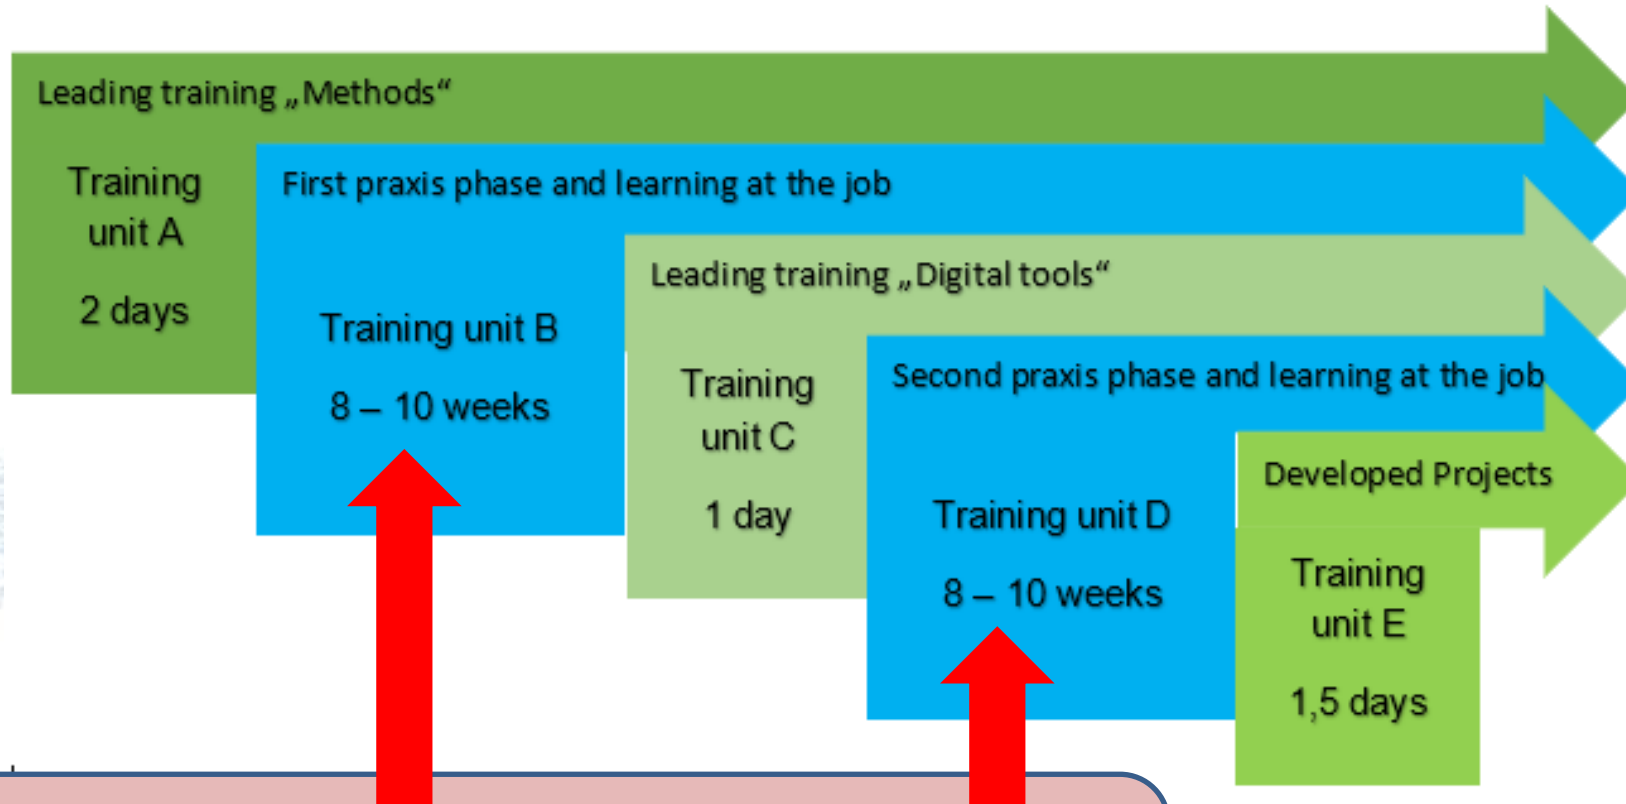 Leading training „Methods“
Training
unit A
2 days
First praxis phase and learning at the job
Training unit B
8 – 10 weeks
Leading training „Digital tools“
Training
unit C
1 day
Second praxis phase and learning at the job
Training unit D
8 – 10 weeks
Developed Projects
Training
unit E
1,5 days